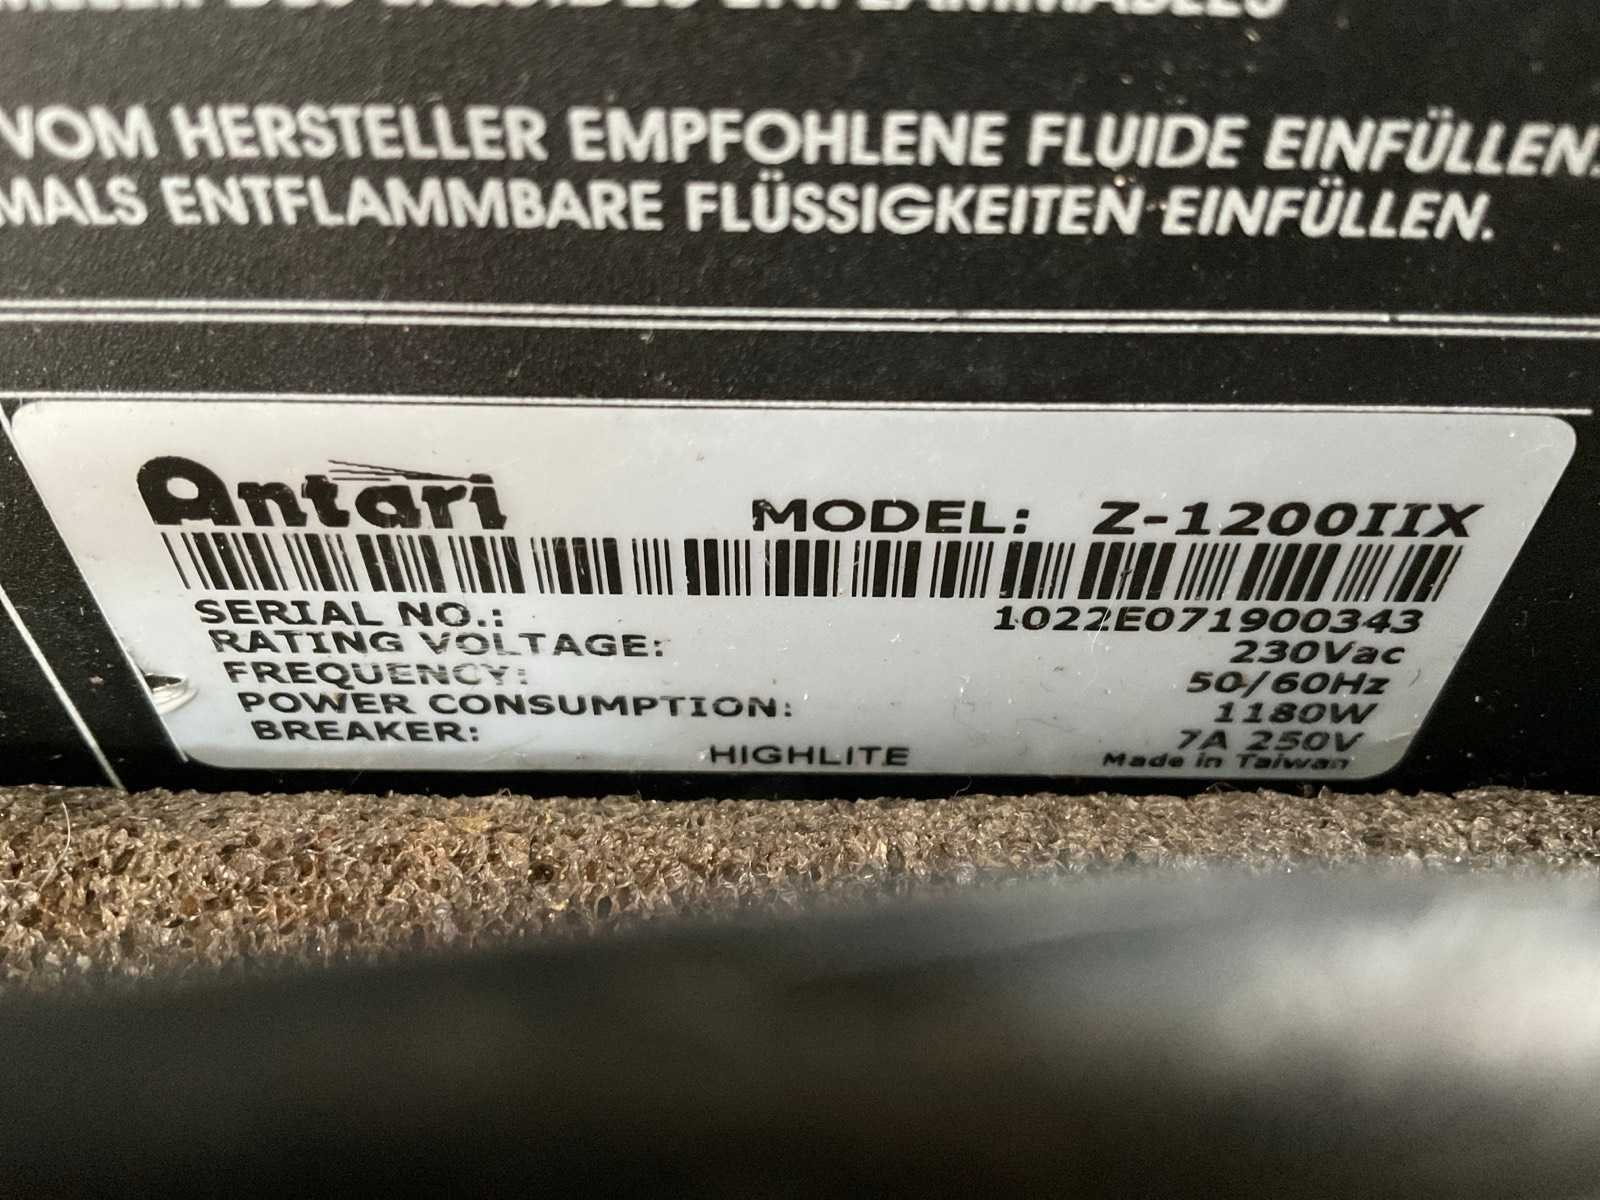 VOM HERSTELLER EMPFOHLENE FLUIDE EINFÜLLEN.
MALS ENTFLAMMBARE FLÜSSIGKEITEN EINFÜLLEN.
Antari MODEL: Z-1200IIX
SERIAL NO.: 1022E071900343
RATING VOLTAGE: 230Vac
FREQUENCY: 50/60Hz
POWER CONSUMPTION: 1180W
BREAKER: 7A 250V
HIGHLITE Made in Taiwan